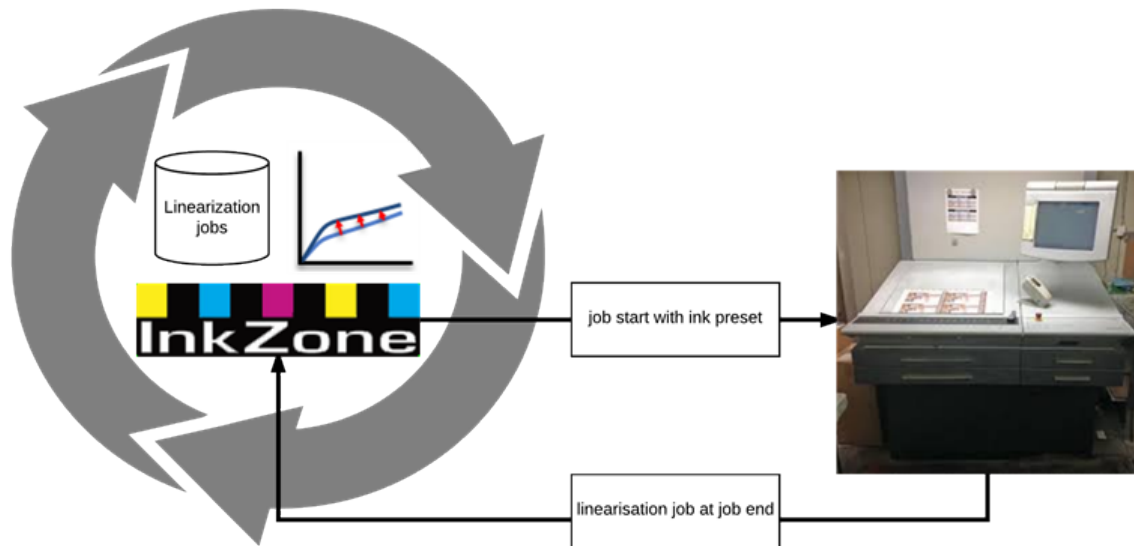 Linearization
jobs
InkZone
job start with ink preset
linearisation job at job end